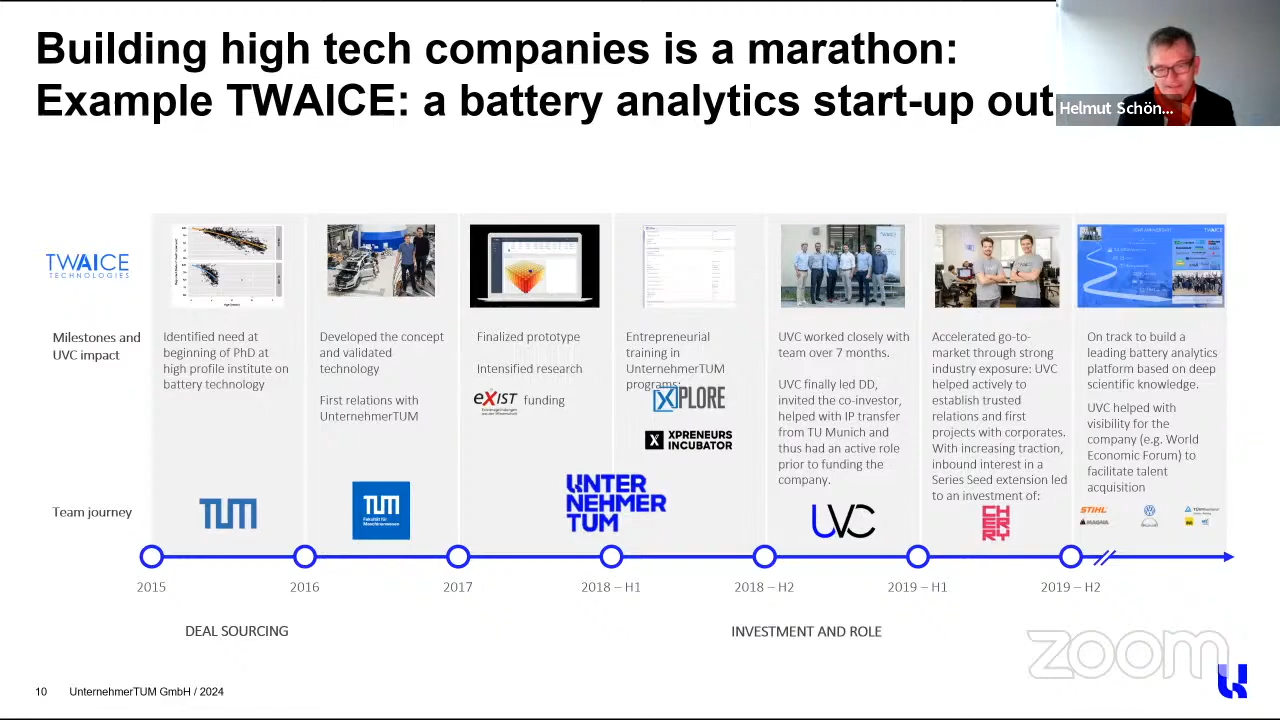 Building high tech companies is a marathon:
Example TWAICE: a battery analytics start-up out
Helmut Schön...
TWAICE
TECHNOLOGIES
TWAICE
Milestones and
UVC impact
Identified need at
beginning of PhD at
high profile institute on
battery technology
Developed the concept
and validated
technology
First relations with
UnternehmerTUM
Finalized prototype
Intensified research
eXIST funding
Entrepreneurial
training in
UnternehmerTUM
programs:
XPLORE
X XPRENEURS
INCUBATOR
UVC worked closely with
team over 7 months.
UVC finally led DD,
invited the co-investor,
helped with IP transfer
from TU Munich and
thus had an active role
prior to funding the
company.
Accelerated go-to-
market through strong
industry exposure: UVC
helped actively to
establish trusted
relations and first
projects with corporates.
With increasing traction,
inbound interest in a
Series Seed extension led
to an investment of:
On track to build a
leading battery analytics
platform based on deep
scientific knowledge
UVC helped with
visibility for the
company (e.g. World
Economic Forum) to
facilitate talent
acquisition
Team journey
TUM
TUM
Fakultät für
Maschinenwesen
UNTER
NEHMER
TUM
UVC
CHERRY
STIHL
MAGNA
2015
2016
2017
2018 – H1
2018 – H2
2019 – H1
2019 – H2
DEAL SOURCING
INVESTMENT AND ROLE
zoom
10 UnternehmerTUM GmbH / 2024